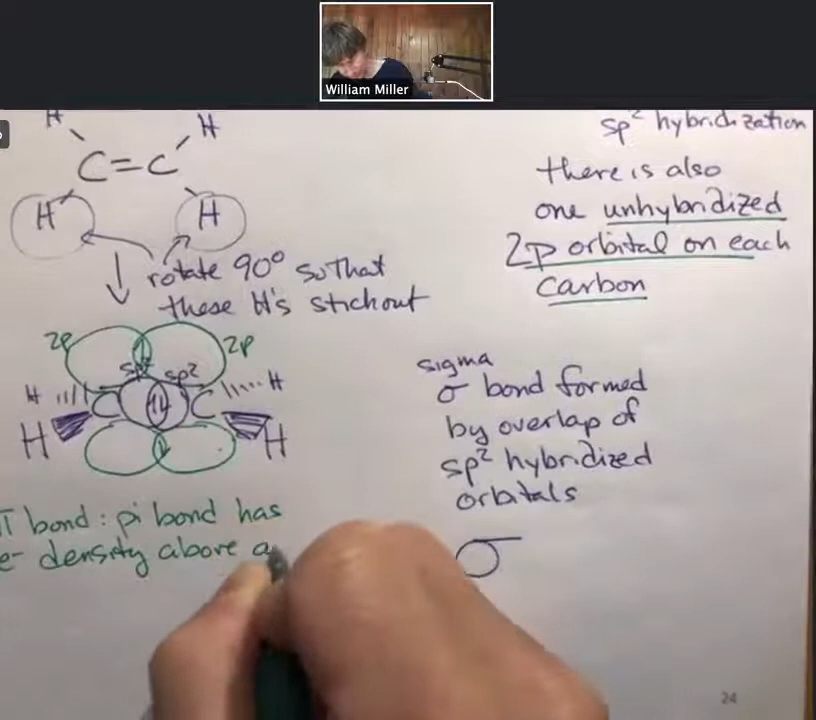 William Miller
sp² hybridization
there is also
one unhybridized
2p orbital on each
carbon
H
H
C=C
H
H
rotate 90° so that
these H's stick out
2p
2p
sp²
sp²
H
H
C
1↓
C
H
H
sigma
σ bond formed
by overlap of
sp² hybridized
orbitals
σ
π bond: pi bond has
e- density above a
24